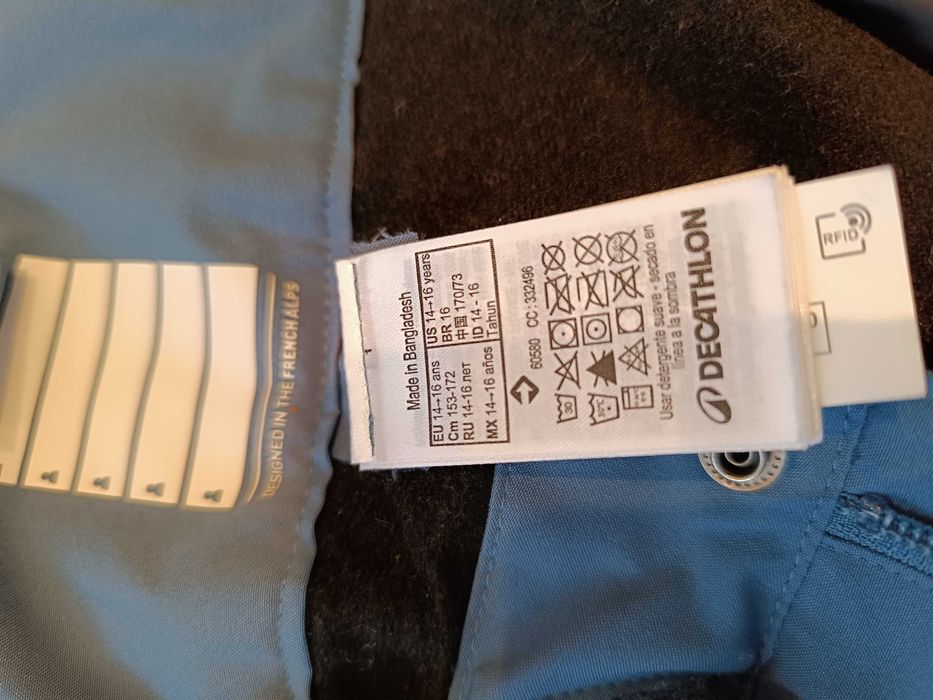 DESIGNED IN THE FRENCH ALPS
Made in Bangladesh
EU 14→16 ans US 14→16 years
Cm 153-172 BR 16
RU 14-16 лет 中国 170/73
ID 14 - 16
MX 14→16 años Tahun
60580 CC : 332496
30
30°C
Usar detergente suave - secado en
línea a la sombra
DECATHLON
RFID